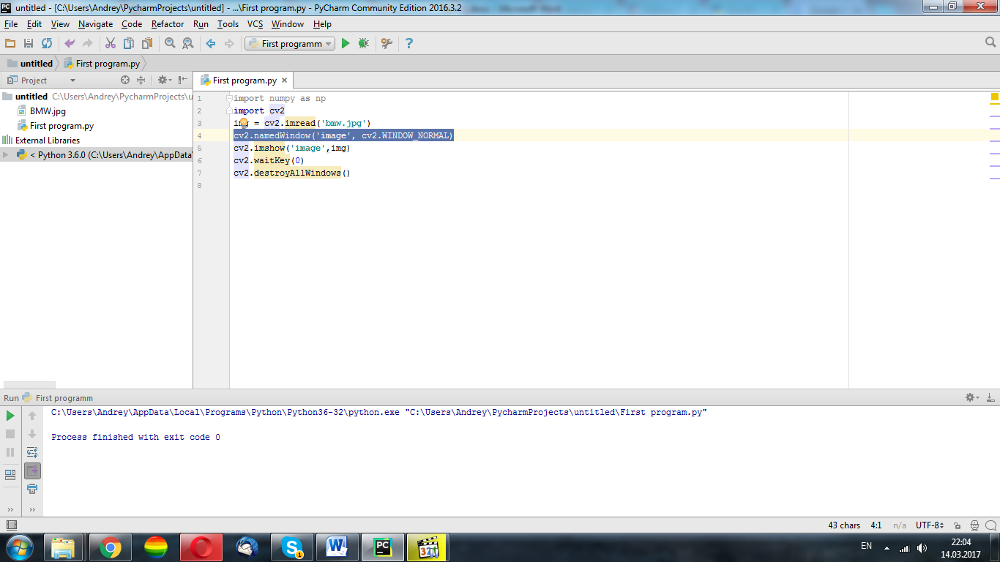 untitled - [C:\Users\Andrey\PycharmProjects\untitled] - ...\First program.py - PyCharm Community Edition 2016.3.2
File Edit View Navigate Code Refactor Run Tools VCS Window Help
First programm
untitled First program.py
Project
First program.py
untitled C:\Users\Andrey\PycharmProjects\u
BMW.jpg
First program.py
External Libraries
< Python 3.6.0 (C:\Users\Andrey\AppData\
1 import numpy as np
2 import cv2
3 img = cv2.imread('bmw.jpg')
4 cv2.namedWindow('image', cv2.WINDOW_NORMAL)
5 cv2.imshow('image',img)
6 cv2.waitKey(0)
7 cv2.destroyAllWindows()
8
Run First programm
C:\Users\Andrey\AppData\Local\Programs\Python\Python36-32\python.exe "C:\Users\Andrey\PycharmProjects\untitled\First program.py"
Process finished with exit code 0
43 chars 4:1 n/a UTF-8
EN 22:04
14.03.2017